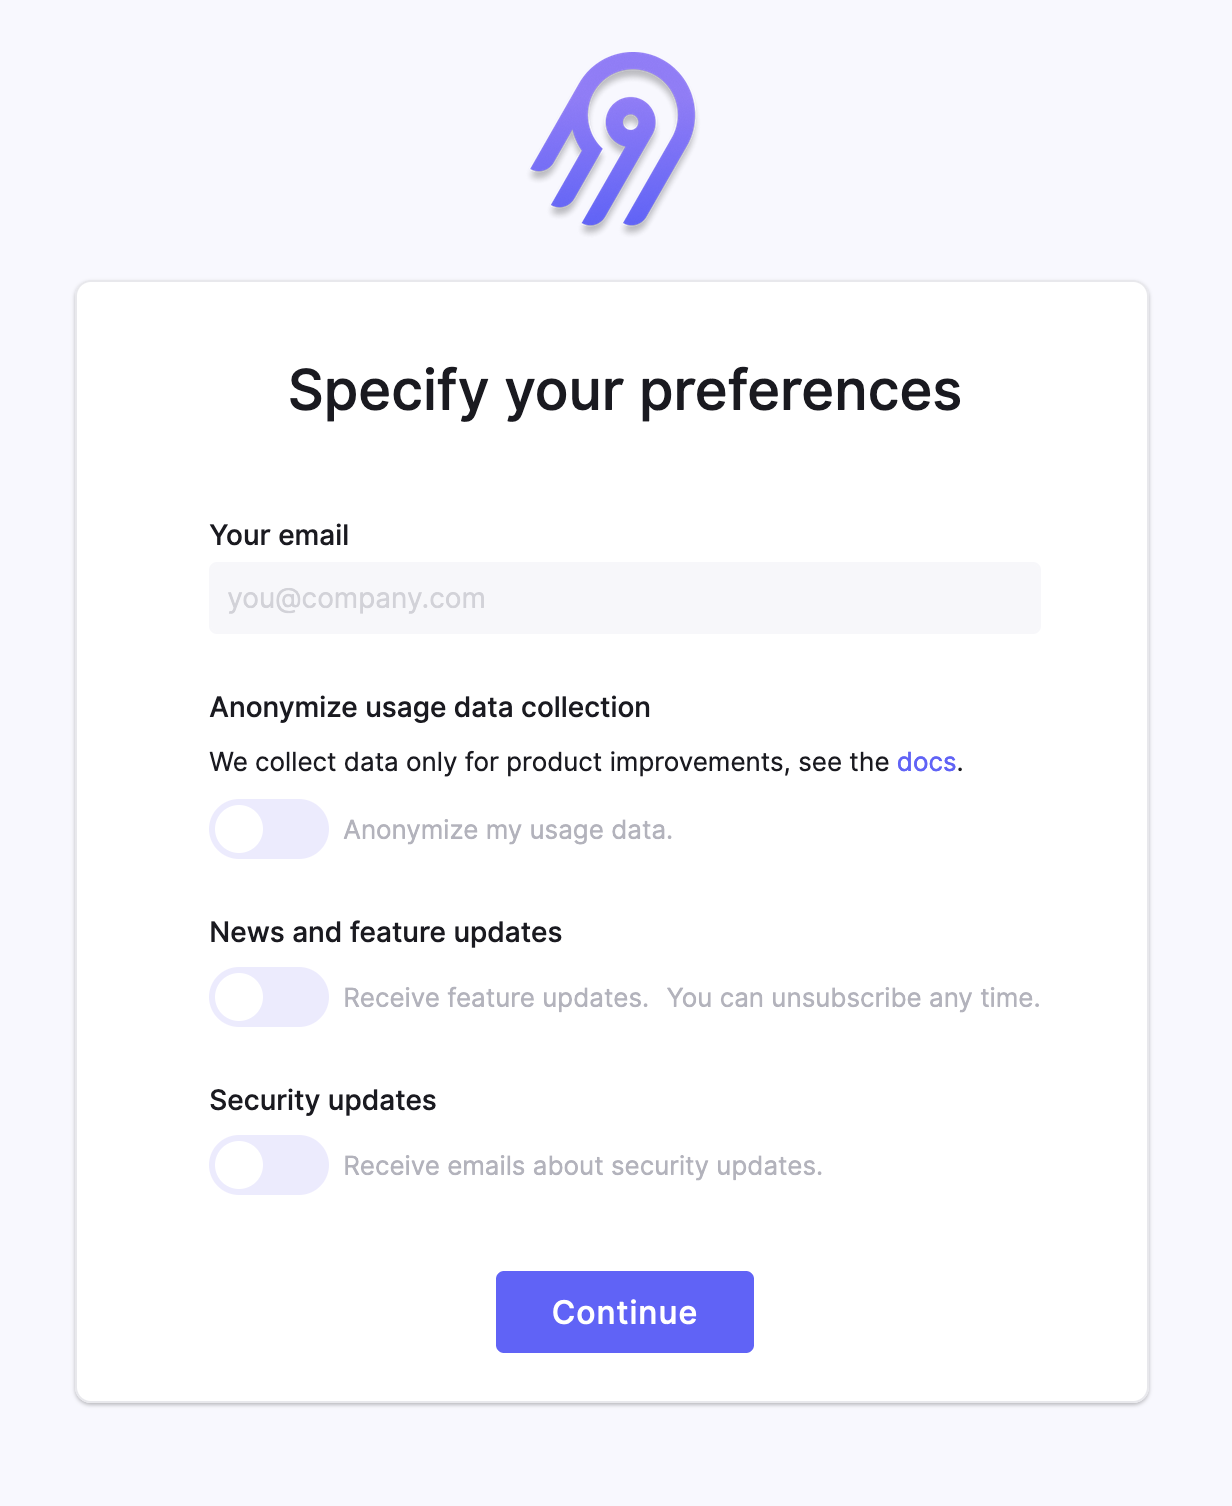 Specify your preferences
Your email
you@company.com
Anonymize usage data collection
We collect data only for product improvements, see the docs.
Anonymize my usage data.
News and feature updates
Receive feature updates. You can unsubscribe any time.
Security updates
Receive emails about security updates.
Continue